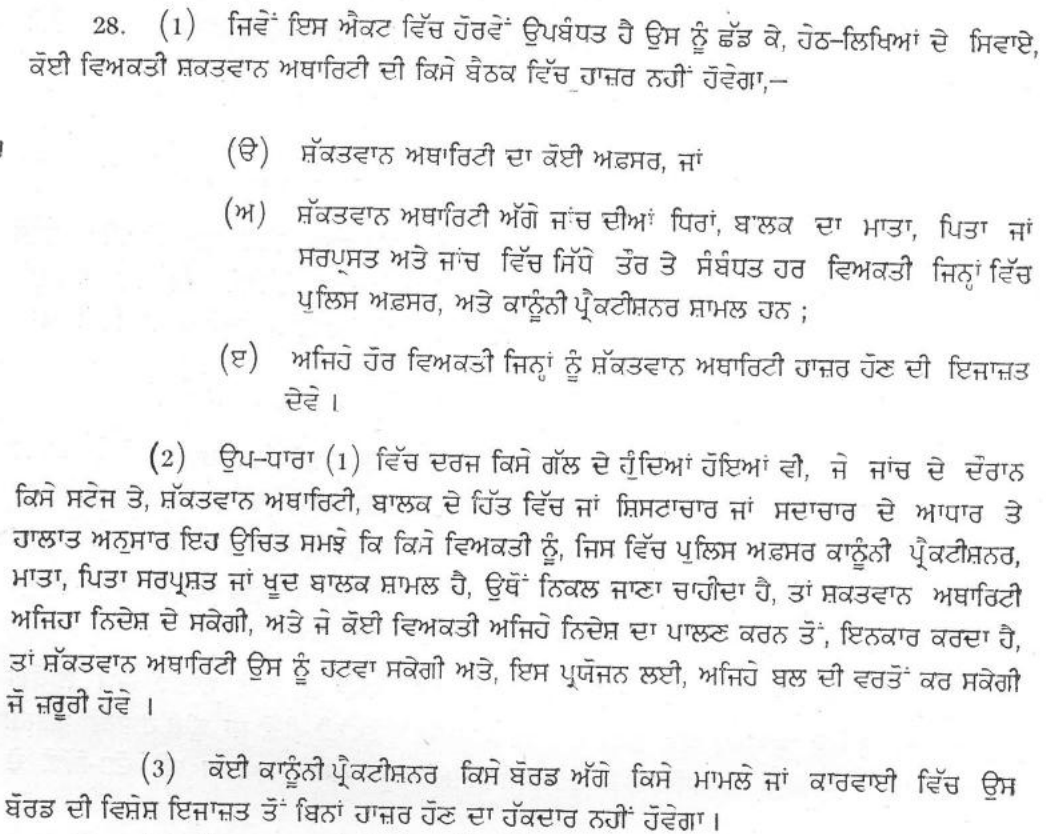 28. (1) ਜਿਵੇਂ ਇਸ ਐਕਟ ਵਿੱਚ ਹੋਰਵੇਂ ਉਪਬੰਧਤ ਹੈ ਉਸ ਨੂੰ ਛੱਡ ਕੇ, ਹੇਠ-ਲਿਖਿਆਂ ਦੇ ਸਿਵਾਏ,
ਕੋਈ ਵਿਅਕਤੀ ਸ਼ਕਤਵਾਨ ਅਥਾਰਿਟੀ ਦੀ ਕਿਸੇ ਬੈਠਕ ਵਿੱਚ ਹਾਜ਼ਰ ਨਹੀਂ ਹੋਵੇਗਾ,—
(ੳ) ਸ਼ੱਕਤਵਾਨ ਅਥਾਰਿਟੀ ਦਾ ਕੋਈ ਅਫ਼ਸਰ, ਜਾਂ
(ਅ) ਸ਼ੱਕਤਵਾਨ ਅਥਾਰਿਟੀ ਅੱਗੇ ਜਾਂਚ ਦੀਆਂ ਧਿਰਾਂ, ਬਾਲਕ ਦਾ ਮਾਤਾ, ਪਿਤਾ ਜਾਂ
ਸਰਪ੍ਰਸਤ ਅਤੇ ਜਾਂਚ ਵਿੱਚ ਸਿੱਧੇ ਤੌਰ ਤੇ ਸੰਬੰਧਤ ਹਰ ਵਿਅਕਤੀ ਜਿਨ੍ਹਾਂ ਵਿੱਚ
ਪੁਲਿਸ ਅਫ਼ਸਰ, ਅਤੇ ਕਾਨੂੰਨੀ ਪ੍ਰੈਕਟੀਸ਼ਨਰ ਸ਼ਾਮਲ ਹਨ ;
(ੲ) ਅਜਿਹੇ ਹੋਰ ਵਿਅਕਤੀ ਜਿਨ੍ਹਾਂ ਨੂੰ ਸ਼ੱਕਤਵਾਨ ਅਥਾਰਿਟੀ ਹਾਜ਼ਰ ਹੋਣ ਦੀ ਇਜਾਜ਼ਤ
ਦੇਵੇ ।
(2) ਉਪ-ਧਾਰਾ (1) ਵਿੱਚ ਦਰਜ ਕਿਸੇ ਗੱਲ ਦੇ ਹੁੰਦਿਆਂ ਹੋਇਆਂ ਵੀ, ਜੇ ਜਾਂਚ ਦੇ ਦੌਰਾਨ
ਕਿਸੇ ਸਟੇਜ ਤੇ, ਸ਼ੱਕਤਵਾਨ ਅਥਾਰਿਟੀ, ਬਾਲਕ ਦੇ ਹਿੱਤ ਵਿੱਚ ਜਾਂ ਸ਼ਿਸਟਾਚਾਰ ਜਾਂ ਸਦਾਚਾਰ ਦੇ ਆਧਾਰ ਤੇ
ਹਾਲਾਤ ਅਨੁਸਾਰ ਇਹ ਉਚਿਤ ਸਮਝੇ ਕਿ ਕਿਸੇ ਵਿਅਕਤੀ ਨੂੰ, ਜਿਸ ਵਿੱਚ ਪੁਲਿਸ ਅਫ਼ਸਰ ਕਾਨੂੰਨੀ ਪ੍ਰੈਕਟੀਸ਼ਨਰ,
ਮਾਤਾ, ਪਿਤਾ ਸਰਪ੍ਰਸ਼ਤ ਜਾਂ ਖੁਦ ਬਾਲਕ ਸ਼ਾਮਲ ਹੈ, ਉਥੋਂ ਨਿਕਲ ਜਾਣਾ ਚਾਹੀਦਾ ਹੈ, ਤਾਂ ਸ਼ਕਤਵਾਨ ਅਥਾਰਿਟੀ
ਅਜਿਹਾ ਨਿਦੇਸ਼ ਦੇ ਸਕੇਗੀ, ਅਤੇ ਜੇ ਕੋਈ ਵਿਅਕਤੀ ਅਜਿਹੇ ਨਿਦੇਸ਼ ਦਾ ਪਾਲਣ ਕਰਨ ਤੋਂ, ਇਨਕਾਰ ਕਰਦਾ ਹੈ,
ਤਾਂ ਸ਼ੱਕਤਵਾਨ ਅਥਾਰਿਟੀ ਉਸ ਨੂੰ ਹਟਵਾ ਸਕੇਗੀ ਅਤੇ, ਇਸ ਪ੍ਰਯੋਜਨ ਲਈ, ਅਜਿਹੇ ਬਲ ਦੀ ਵਰਤੋਂ ਕਰ ਸਕੇਗੀ
ਜੋ ਜ਼ਰੂਰੀ ਹੋਵੇ ।
(3) ਕੋਈ ਕਾਨੂੰਨੀ ਪ੍ਰੈਕਟੀਸ਼ਨਰ ਕਿਸੇ ਬੋਰਡ ਅੱਗੇ ਕਿਸੇ ਮਾਮਲੇ ਜਾਂ ਕਾਰਵਾਈ ਵਿੱਚ ਉਸ
ਬੋਰਡ ਦੀ ਵਿਸ਼ੇਸ਼ ਇਜਾਜ਼ਤ ਤੋਂ ਬਿਨਾਂ ਹਾਜ਼ਰ ਹੋਣ ਦਾ ਹੱਕਦਾਰ ਨਹੀਂ ਹੋਵੇਗਾ ।